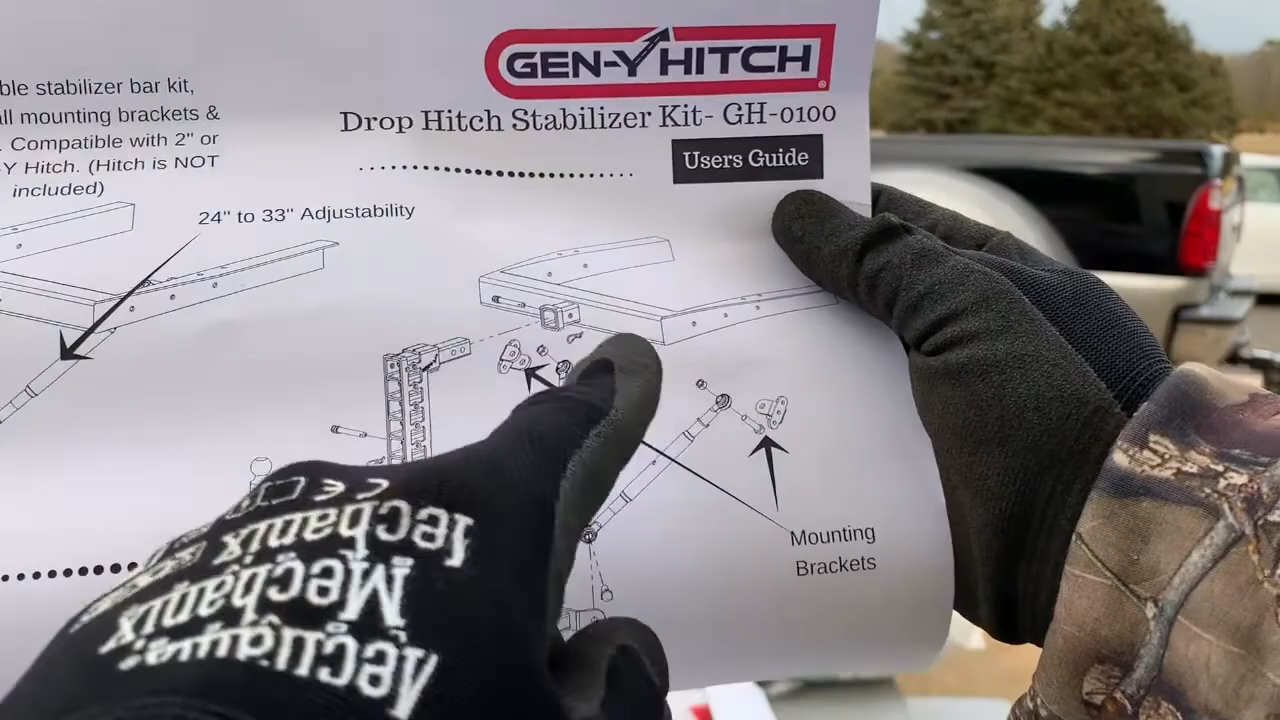 GEN-Y HITCH
Drop Hitch Stabilizer Kit- GH-0100
Users Guide
ble stabilizer bar kit,
ll mounting brackets &
. Compatible with 2" or
-Y Hitch. (Hitch is NOT
included)
24" to 33" Adjustability
Mounting
Brackets
Mechanix
Mechanix